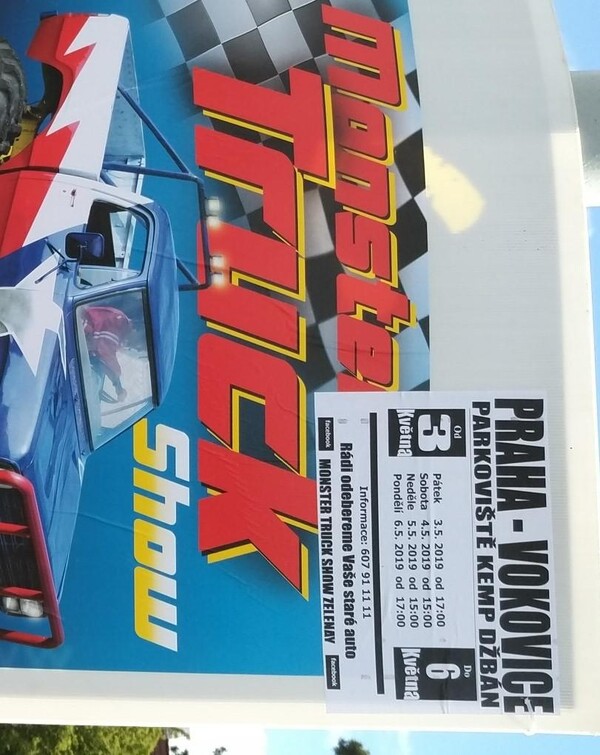 Monste
Truck
Show
PRAHA - VOKOVICE
PARKOVIŠTĚ KEMP DŽBÁN
Od
3
Května
Pátek 3.5.2019 od 17:00
Sobota 4.5.2019 od 15:00
Neděle 5.5.2019 od 15:00
Pondělí 6.5.2019 od 17:00
Do
6
Května
Informace: 607 91 11 11
Rádi odebereme Vaše staré auto
facebook MONSTER TRUCK SHOW ZELENAY facebook